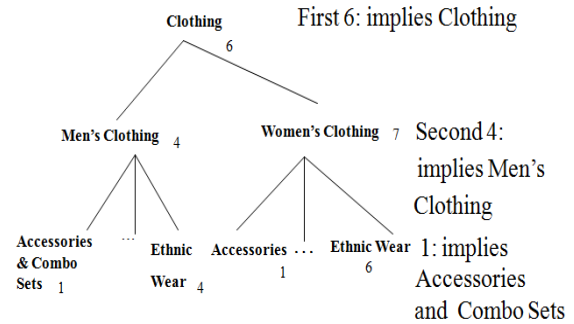 Clothing
6
First 6: implies Clothing
Men's Clothing 4
Women's Clothing 7
Second 4:
implies Men's
Clothing
Accessories
& Combo
Sets 1
...
Ethnic
Wear 4
Accessories ...
1
Ethnic Wear
6
1: implies
Accessories
and Combo Sets